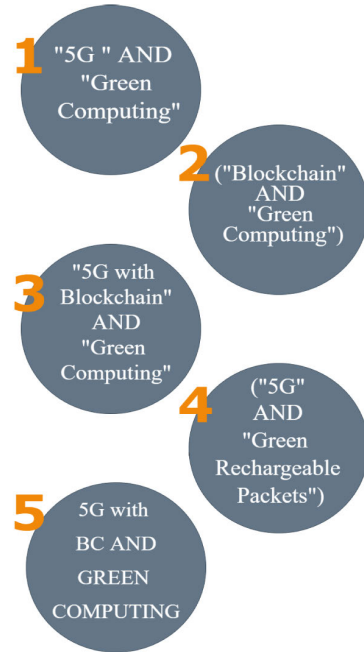 1
"5G " AND
"Green
Computing"
2
("Blockchain"
AND
"Green
Computing")
3
"5G with
Blockchain"
AND
"Green
Computing"
4
("5G"
AND
"Green
Rechargeable
Packets")
5
5G with
BC AND
GREEN
COMPUTING